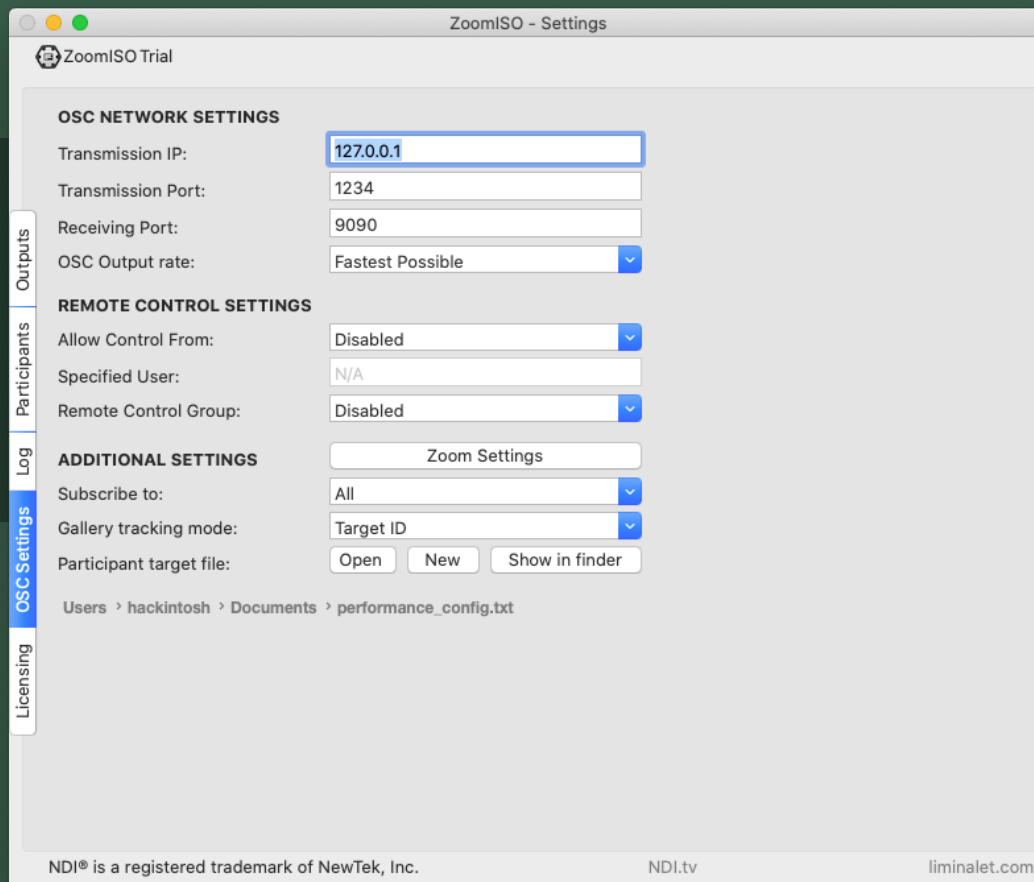 ZoomISO - Settings
ZoomISO Trial
OSC NETWORK SETTINGS
Transmission IP: 127.0.0.1
Transmission Port: 1234
Receiving Port: 9090
OSC Output rate: Fastest Possible
REMOTE CONTROL SETTINGS
Allow Control From: Disabled
Specified User: N/A
Remote Control Group: Disabled
ADDITIONAL SETTINGS Zoom Settings
Subscribe to: All
Gallery tracking mode: Target ID
Participant target file: Open New Show in finder
Users › hackintosh › Documents › performance_config.txt
Outputs
Participants
Log
OSC Settings
Licensing
NDI® is a registered trademark of NewTek, Inc. NDI.tv liminalet.com